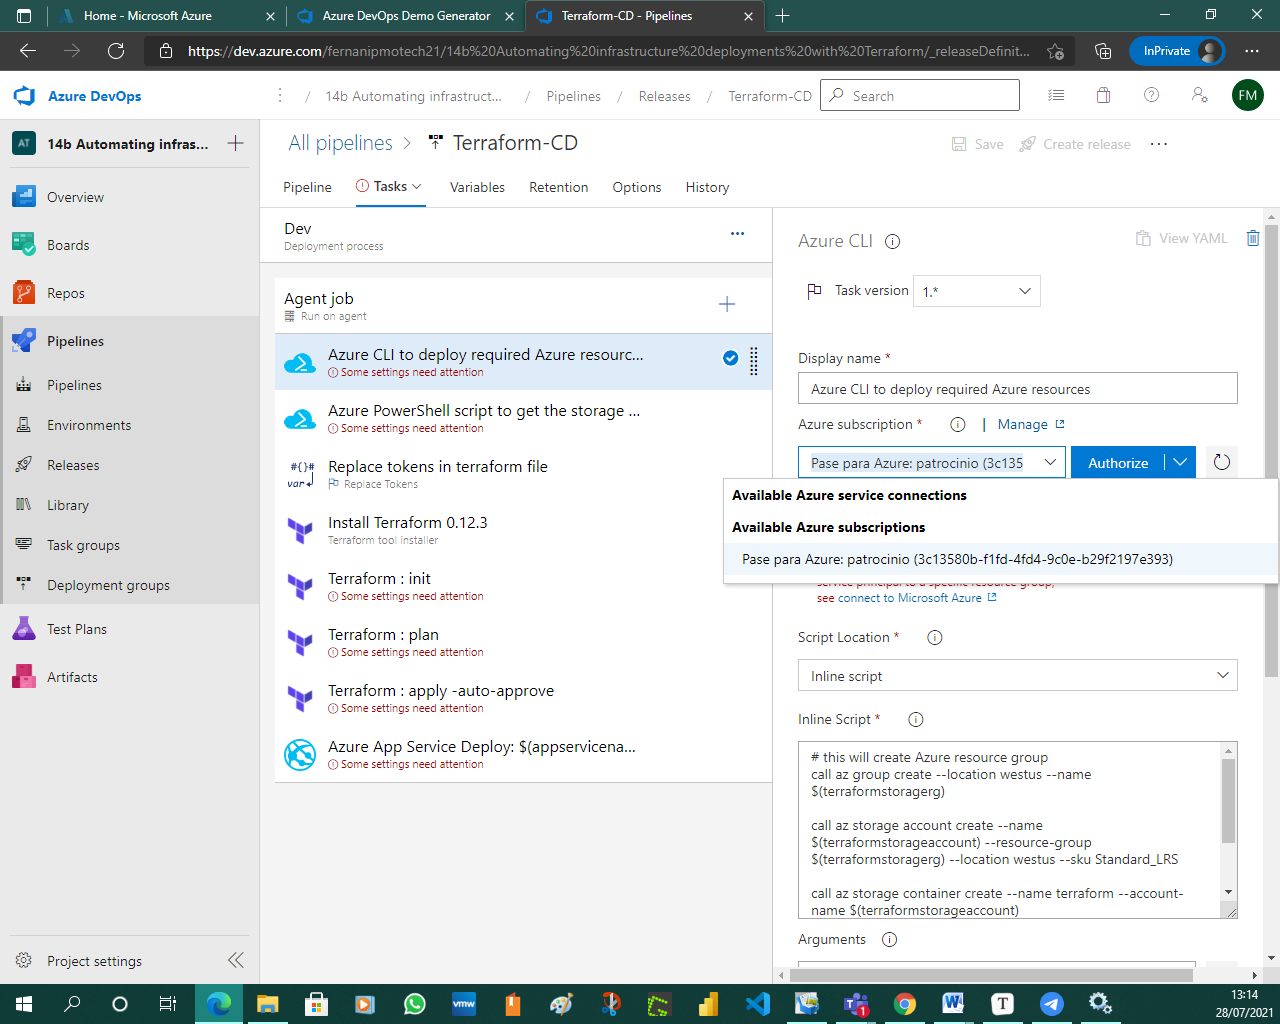 Home - Microsoft Azure
Azure DevOps Demo Generator
Terraform-CD - Pipelines
https://dev.azure.com/fernanipmotech21/14b%20Automating%20infrastructure%20deployments%20with%20Terraform/_releaseDefinit...
InPrivate
Azure DevOps
/ 14b Automating infrastruct... / Pipelines / Releases / Terraform-CD
Search
FM
AT
14b Automating infras...
All pipelines > Terraform-CD
Save
Create release
Overview
Boards
Repos
Pipelines
Pipelines
Environments
Releases
Library
Task groups
Deployment groups
Test Plans
Artifacts
Project settings
Pipeline
Tasks
Variables
Retention
Options
History
Dev
Deployment process
Agent job
Run on agent
Azure CLI to deploy required Azure resourc...
Some settings need attention
Azure PowerShell script to get the storage ...
Some settings need attention
#{}#
var
Replace tokens in terraform file
Replace Tokens
Install Terraform 0.12.3
Terraform tool installer
Terraform : init
Some settings need attention
Terraform : plan
Some settings need attention
Terraform : apply -auto-approve
Some settings need attention
Azure App Service Deploy: $(appservicena...
Some settings need attention
Azure CLI
View YAML
Task version
1.*
Display name *
Azure CLI to deploy required Azure resources
Azure subscription *
| Manage
Pase para Azure: patrocinio (3c135
Authorize
Available Azure service connections
Available Azure subscriptions
Pase para Azure: patrocinio (3c13580b-f1fd-4fd4-9c0e-b29f2197e393)
service principal to a specific resource group,
see connect to Microsoft Azure
Script Location *
Inline script
Inline Script *
# this will create Azure resource group
call az group create --location westus --name
$(terraformstoragerg)
call az storage account create --name
$(terraformstorageaccount) --resource-group
$(terraformstoragerg) --location westus --sku Standard_LRS
call az storage container create --name terraform --account-
name $(terraformstorageaccount)
Arguments
vmw
1
W
T
13:14
28/07/2021